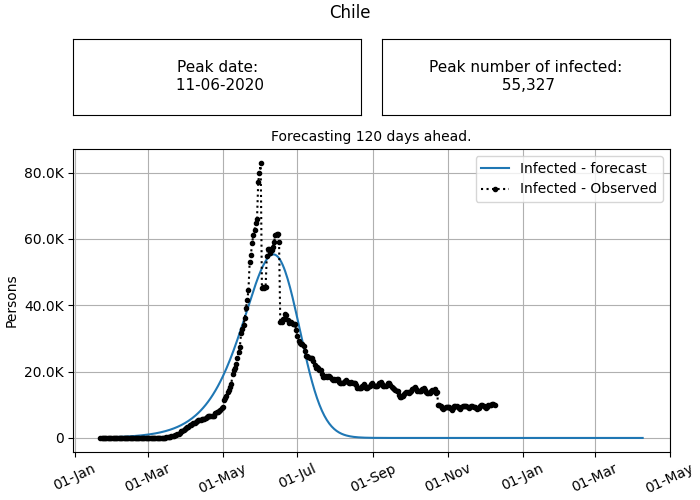 Chile
Peak date:
11-06-2020
Peak number of infected:
55,327
Forecasting 120 days ahead.
Infected - forecast
Infected - Observed
80.0K
60.0K
40.0K
20.0K
0
Persons
01-Jan
01-Mar
01-May
01-Jul
01-Sep
01-Nov
01-Jan
01-Mar
01-May